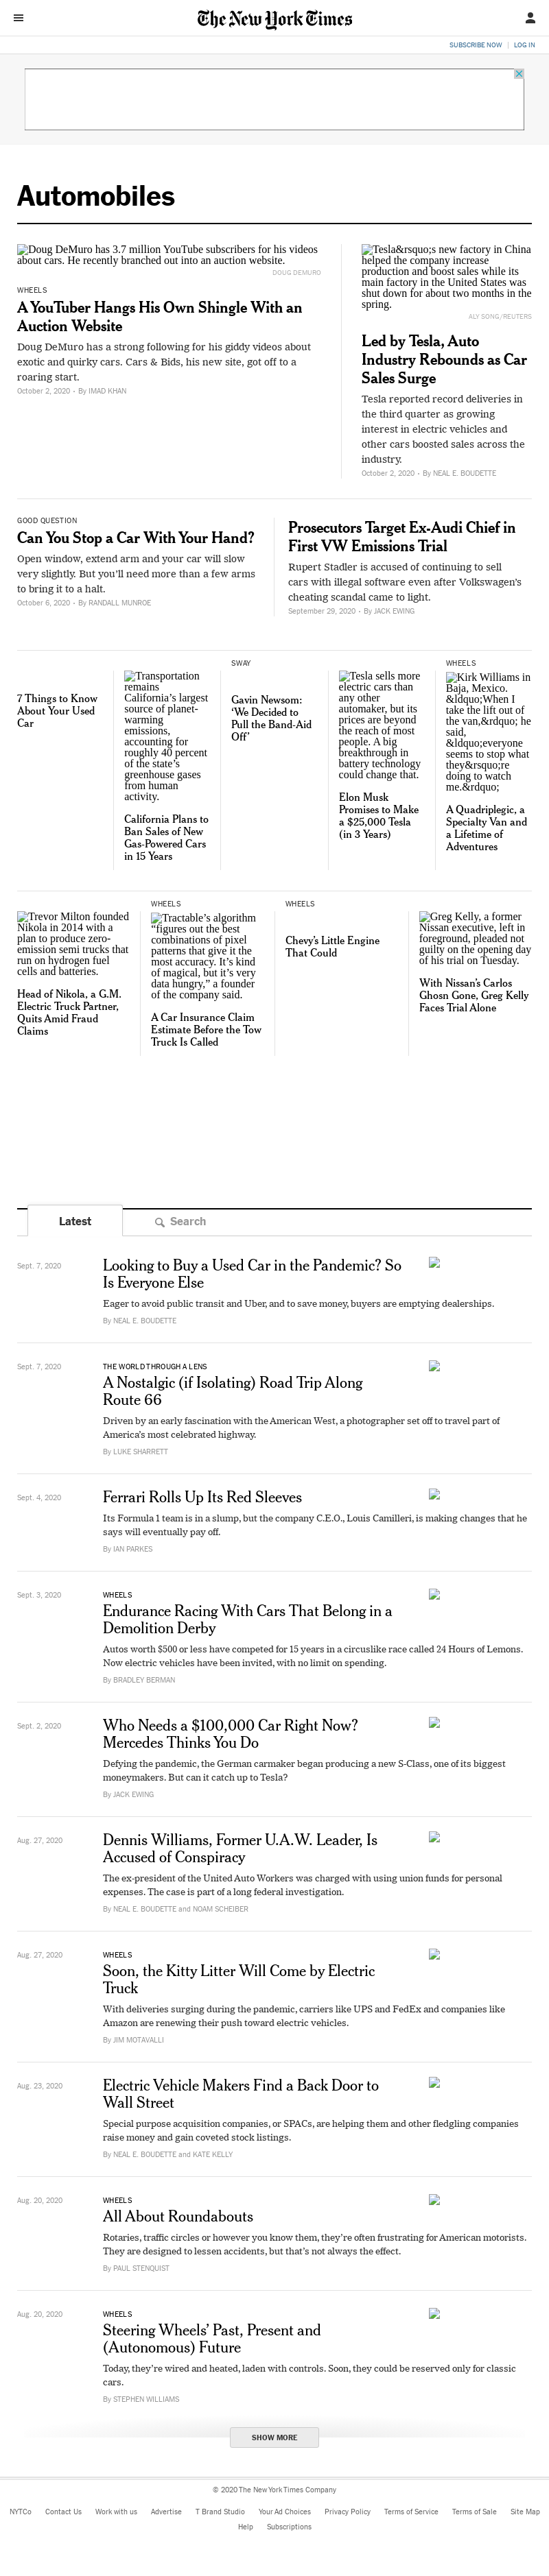 The New York Times
SUBSCRIBE NOW
LOG IN
Automobiles
Doug DeMuro has 3.7 million YouTube subscribers for his videos
about cars. He recently branched out into an auction website.
DOUG DEMURO
WHEELS
A YouTuber Hangs His Own Shingle With an
Auction Website
Doug DeMuro has a strong following for his giddy videos about
exotic and quirky cars. Cars & Bids, his new site, got off to a
roaring start.
October 2, 2020 • By IMAD KHAN
Tesla&rsquo;s new factory in China
helped the company increase
production and boost sales while its
main factory in the United States was
shut down for about two months in the
spring.
ALY SONG/REUTERS
Led by Tesla, Auto
Industry Rebounds as Car
Sales Surge
Tesla reported record deliveries in
the third quarter as growing
interest in electric vehicles and
other cars boosted sales across the
industry.
October 2, 2020 • By NEAL E. BOUDETTE
GOOD QUESTION
Can You Stop a Car With Your Hand?
Open window, extend arm and your car will slow
very slightly. But you'll need more than a few arms
to bring it to a halt.
October 6, 2020 • By RANDALL MUNROE
Prosecutors Target Ex-Audi Chief in
First VW Emissions Trial
Rupert Stadler is accused of continuing to sell
cars with illegal software even after Volkswagen's
cheating scandal came to light.
September 29, 2020 • By JACK EWING
7 Things to Know
About Your Used
Car
Transportation
remains
California's largest
source of planet-
warming
emissions,
accounting for
roughly 40 percent
of the state's
greenhouse gases
from human
activity.
California Plans to
Ban Sales of New
Gas-Powered Cars
in 15 Years
SWAY
Gavin Newsom:
'We Decided to
Pull the Band-Aid
Off'
Tesla sells more
electric cars than
any other
automaker, but its
prices are beyond
the reach of most
people. A big
breakthrough in
battery technology
could change that.
Elon Musk
Promises to Make
a $25,000 Tesla
(in 3 Years)
WHEELS
Kirk Williams in
Baja, Mexico.
&ldquo;When I
take the lift out of
the van,&rdquo; he
said,
&ldquo;everyone
seems to stop what
they&rsquo;re
doing to watch
me.&rdquo;
A Quadriplegic, a
Specialty Van and
a Lifetime of
Adventures
Trevor Milton founded
Nikola in 2014 with a
plan to produce zero-
emission semi trucks that
run on hydrogen fuel
cells and batteries.
Head of Nikola, a G.M.
Electric Truck Partner,
Quits Amid Fraud
Claims
WHEELS
Tractable's algorithm
"figures out the best
combinations of pixel
patterns that give it the
most accuracy. It's kind
of magical, but it's very
data hungry," a founder
of the company said.
A Car Insurance Claim
Estimate Before the Tow
Truck Is Called
WHEELS
Chevy's Little Engine
That Could
Greg Kelly, a former
Nissan executive, left in
foreground, pleaded not
guilty on the opening day
of his trial on Tuesday.
With Nissan's Carlos
Ghosn Gone, Greg Kelly
Faces Trial Alone
Latest
Search
Sept. 7, 2020
Looking to Buy a Used Car in the Pandemic? So
Is Everyone Else
Eager to avoid public transit and Uber, and to save money, buyers are emptying dealerships.
By NEAL E. BOUDETTE
Sept. 7, 2020
THE WORLD THROUGH A LENS
A Nostalgic (if Isolating) Road Trip Along
Route 66
Driven by an early fascination with the American West, a photographer set off to travel part of
America's most celebrated highway.
By LUKE SHARRETT
Sept. 4, 2020
Ferrari Rolls Up Its Red Sleeves
Its Formula 1 team is in a slump, but the company C.E.O., Louis Camilleri, is making changes that he
says will eventually pay off.
By IAN PARKES
Sept. 3, 2020
WHEELS
Endurance Racing With Cars That Belong in a
Demolition Derby
Autos worth $500 or less have competed for 15 years in a circuslike race called 24 Hours of Lemons.
Now electric vehicles have been invited, with no limit on spending.
By BRADLEY BERMAN
Sept. 2, 2020
Who Needs a $100,000 Car Right Now?
Mercedes Thinks You Do
Defying the pandemic, the German carmaker began producing a new S-Class, one of its biggest
moneymakers. But can it catch up to Tesla?
By JACK EWING
Aug. 27, 2020
Dennis Williams, Former U.A.W. Leader, Is
Accused of Conspiracy
The ex-president of the United Auto Workers was charged with using union funds for personal
expenses. The case is part of a long federal investigation.
By NEAL E. BOUDETTE and NOAM SCHEIBER
Aug. 27, 2020
WHEELS
Soon, the Kitty Litter Will Come by Electric
Truck
With deliveries surging during the pandemic, carriers like UPS and FedEx and companies like
Amazon are renewing their push toward electric vehicles.
By JIM MOTAVALLI
Aug. 23, 2020
Electric Vehicle Makers Find a Back Door to
Wall Street
Special purpose acquisition companies, or SPACs, are helping them and other fledgling companies
raise money and gain coveted stock listings.
By NEAL E. BOUDETTE and KATE KELLY
Aug. 20, 2020
WHEELS
All About Roundabouts
Rotaries, traffic circles or however you know them, they're often frustrating for American motorists.
They are designed to lessen accidents, but that's not always the effect.
By PAUL STENQUIST
Aug. 20, 2020
WHEELS
Steering Wheels' Past, Present and
(Autonomous) Future
Today, they're wired and heated, laden with controls. Soon, they could be reserved only for classic
cars.
By STEPHEN WILLIAMS
SHOW MORE
© 2020 The New York Times Company
NYTCo Contact Us Work with us Advertise T Brand Studio Your Ad Choices Privacy Policy Terms of Service Terms of Sale Site Map
Help Subscriptions